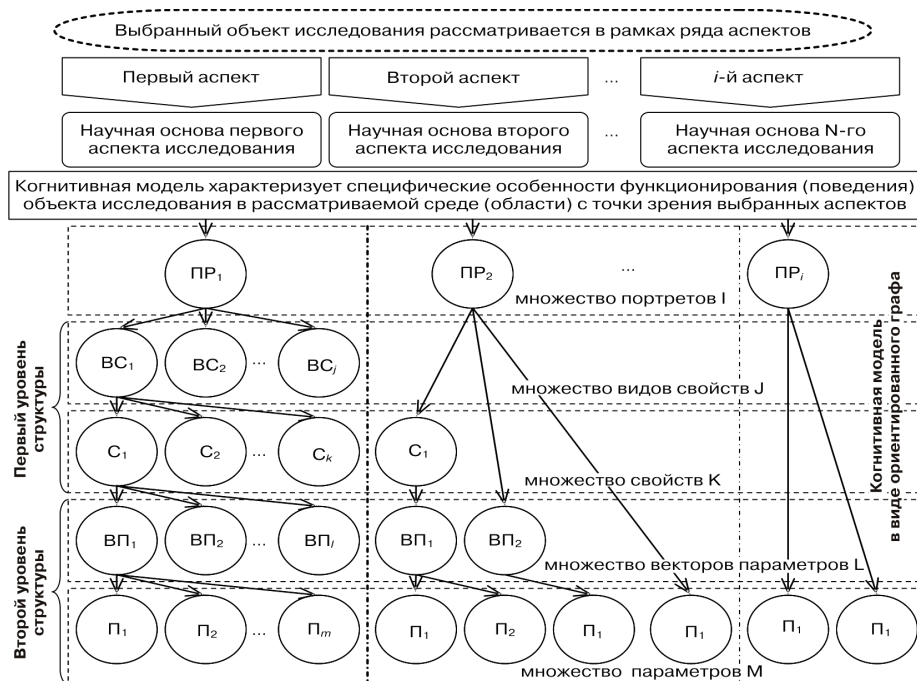 Выбранный объект исследования рассматривается в рамках ряда аспектов
Первый аспект
Второй аспект
...
i-й аспект
Научная основа первого
аспекта исследования
Научная основа второго
аспекта исследования
...
Научная основа N-го
аспекта исследования
Когнитивная модель характеризует специфические особенности функционирования (поведения)
объекта исследования в рассматриваемой среде (области) с точки зрения выбранных аспектов
ПР1
ПР2
...
ПРi
множество портретов I
Первый уровень
структуры
ВС1
ВС2
...
ВСj
множество видов свойств J
С1
С2
...
Сk
С1
множество свойств K
Когнитивная модель
в виде ориентированного графа
Второй уровень
структуры
ВП1
ВП2
...
ВПl
ВП1
ВП2
множество векторов параметров L
П1
П2
...
Пm
П1
П2
П1
П1
П1
П1
множество параметров M